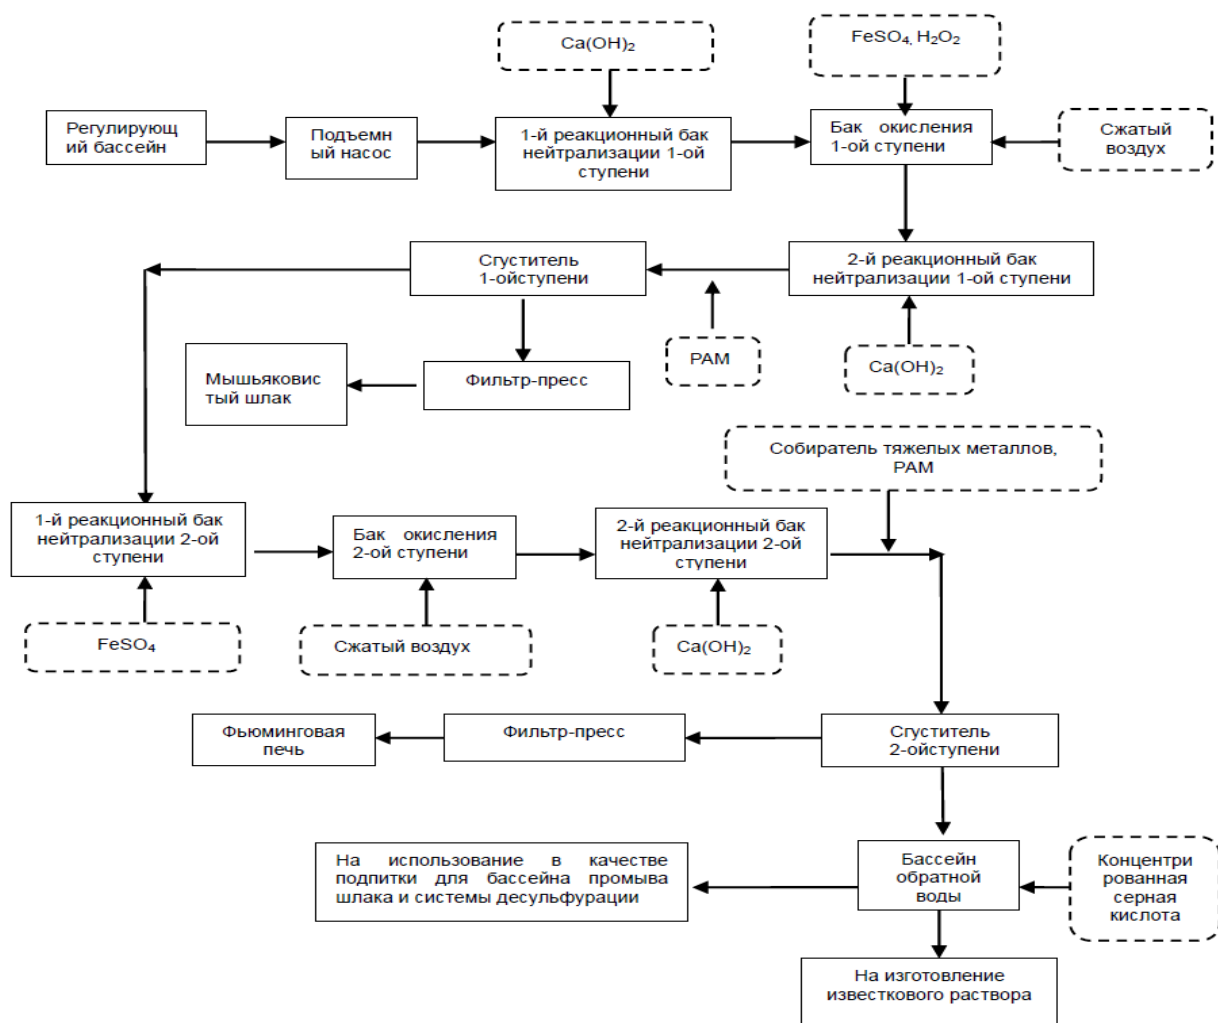 Ca(OH)₂
FeSO₄, H₂O₂
Регулирующ
ий бассейн
Подъемн
ый насос
1-й реакционный бак
нейтрализации 1-ой
ступени
Бак окисления
1-ой ступени
Сжатый
воздух
Сгуститель
1-ойступени
2-й реакционный бак
нейтрализации 1-ой ступени
PAM
Ca(OH)₂
Мышьяковис
тый шлак
Фильтр-пресс
Собиратель тяжелых металлов,
PAM
1-й реакционный бак
нейтрализации 2-ой
ступени
Бак окисления
2-ой ступени
2-й реакционный бак
нейтрализации 2-ой
ступени
FeSO₄
Сжатый воздух
Ca(OH)₂
Фьюминговая
печь
Фильтр-пресс
Сгуститель
2-ойступени
На использование в качестве
подпитки для бассейна промыва
шлака и системы десульфурации
Бассейн
обратной
воды
Концентри
рованная
серная
кислота
На изготовление
известкового раствора